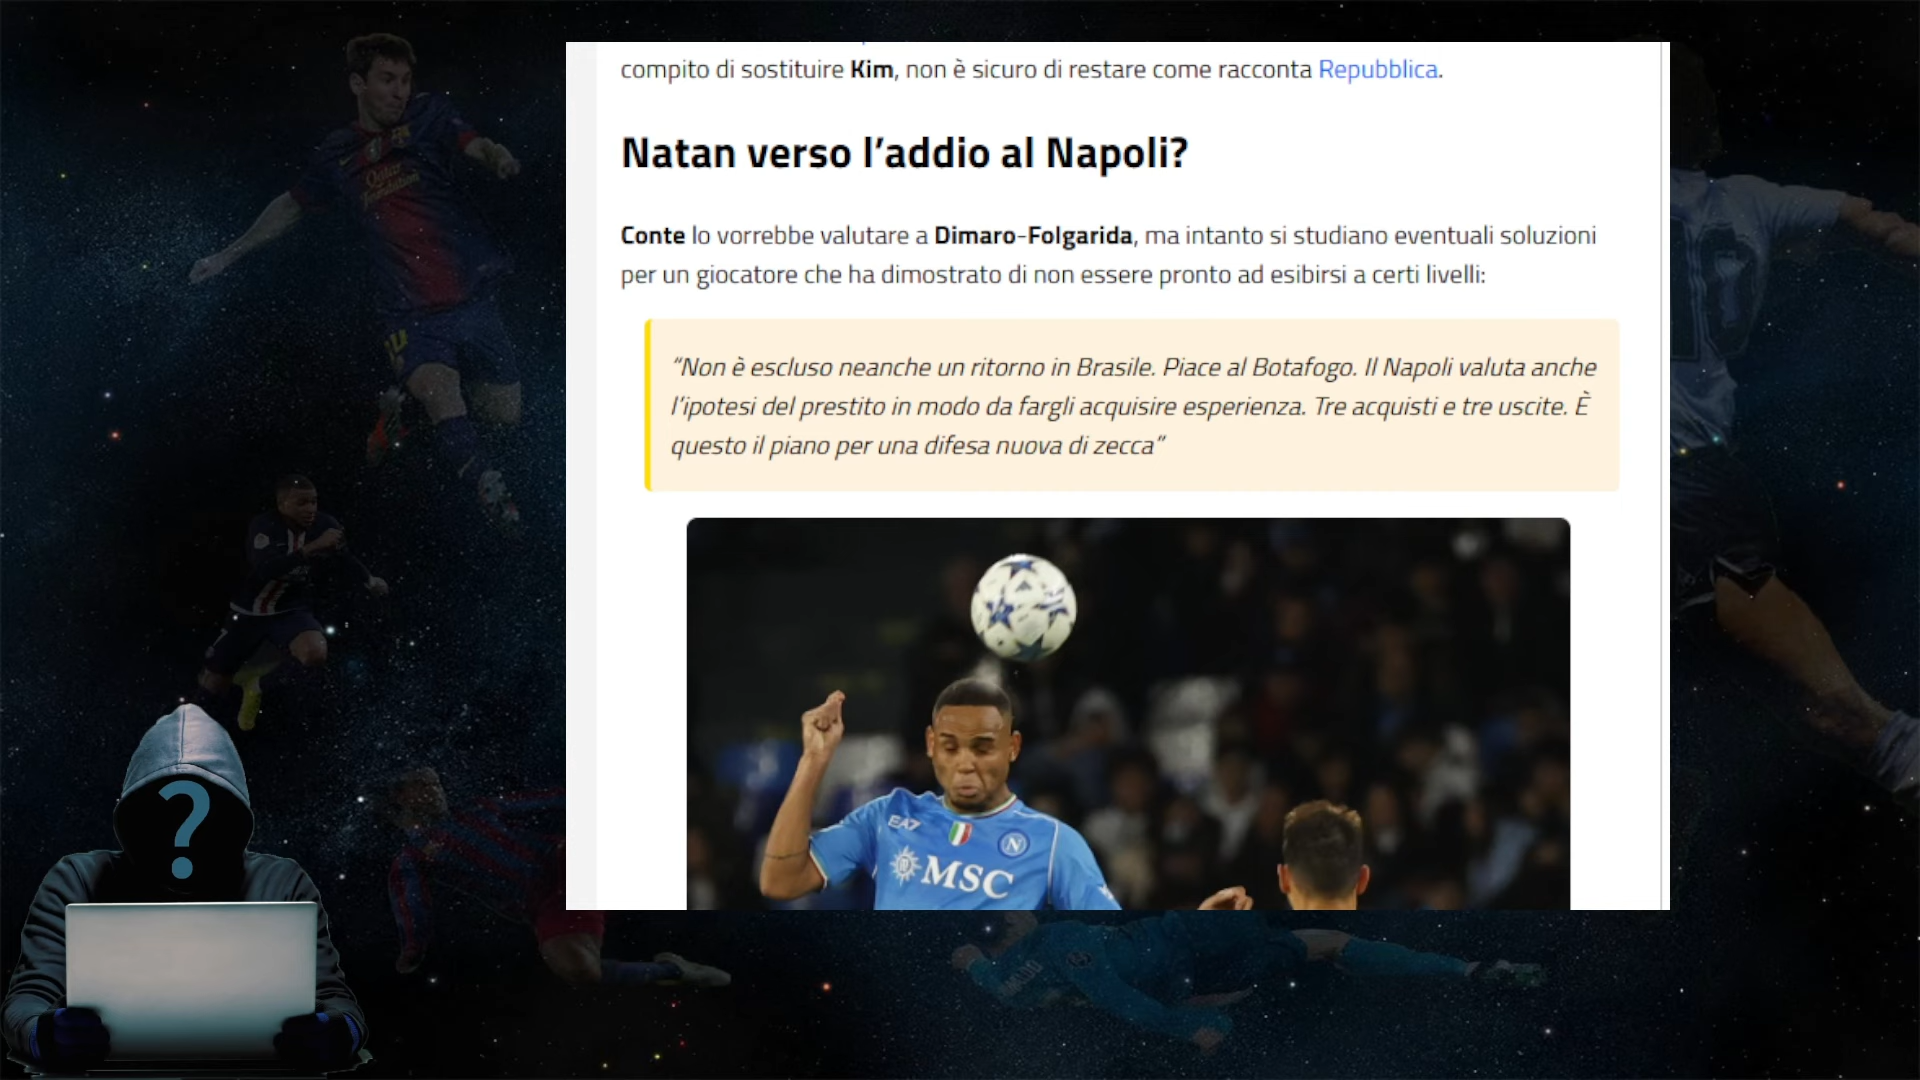 compito di sostituire Kim, non è sicuro di restare come racconta Repubblica.
Natan verso l’addio al Napoli?
Conte lo vorrebbe valutare a Dimaro-Folgarida, ma intanto si studiano eventuali soluzioni
per un giocatore che ha dimostrato di non essere pronto ad esibirsi a certi livelli:
“Non è escluso neanche un ritorno in Brasile. Piace al Botafogo. Il Napoli valuta anche
l’ipotesi del prestito in modo da fargli acquisire esperienza. Tre acquisti e tre uscite. È
questo il piano per una difesa nuova di zecca”
EA7
N
MSC
Qatar
Foundation
10
RONALDO
?